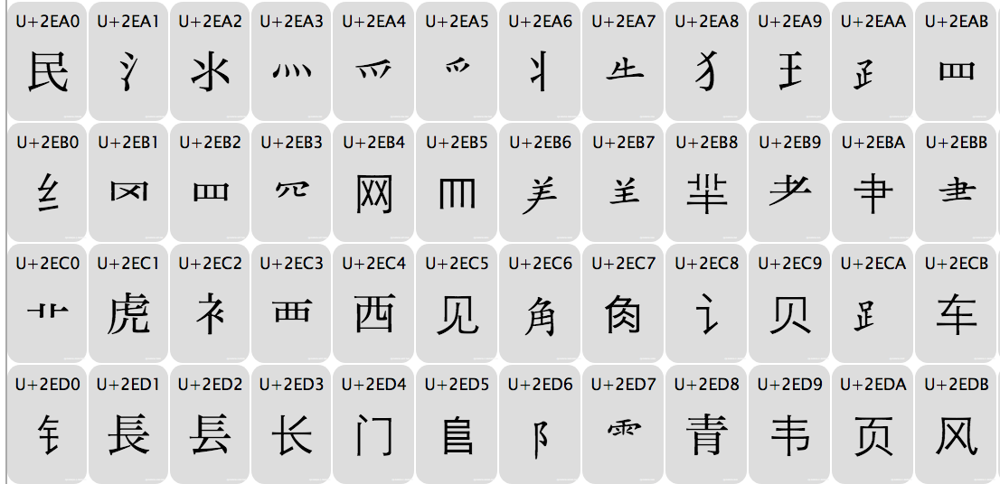 U+2EA0 U+2EA1 U+2EA2 U+2EA3 U+2EA4 U+2EA5 U+2EA6 U+2EA7 U+2EA8 U+2EA9 U+2EAA U+2EAB
⺠ ⺡ ⺢ ⺣ ⺤ ⺥ ⺦ ⺧ ⺨ ⺩ ⺪ ⺫
U+2EB0 U+2EB1 U+2EB2 U+2EB3 U+2EB4 U+2EB5 U+2EB6 U+2EB7 U+2EB8 U+2EB9 U+2EBA U+2EBB
⺰ ⺱ ⺲ ⺳ ⺴ ⺵ ⺶ ⺷ ⺸ ⺹ ⺺ ⺻
U+2EC0 U+2EC1 U+2EC2 U+2EC3 U+2EC4 U+2EC5 U+2EC6 U+2EC7 U+2EC8 U+2EC9 U+2ECA U+2ECB
⻀ ⻁ ⻂ ⻃ ⻄ ⻅ ⻆ ⻇ ⻈ ⻉ ⻊ ⻋
U+2ED0 U+2ED1 U+2ED2 U+2ED3 U+2ED4 U+2ED5 U+2ED6 U+2ED7 U+2ED8 U+2ED9 U+2EDA U+2EDB
⻐ ⻑ ⻒ ⻓ ⻔ ⻕ ⻖ ⻗ ⻘ ⻙ ⻚ ⻛